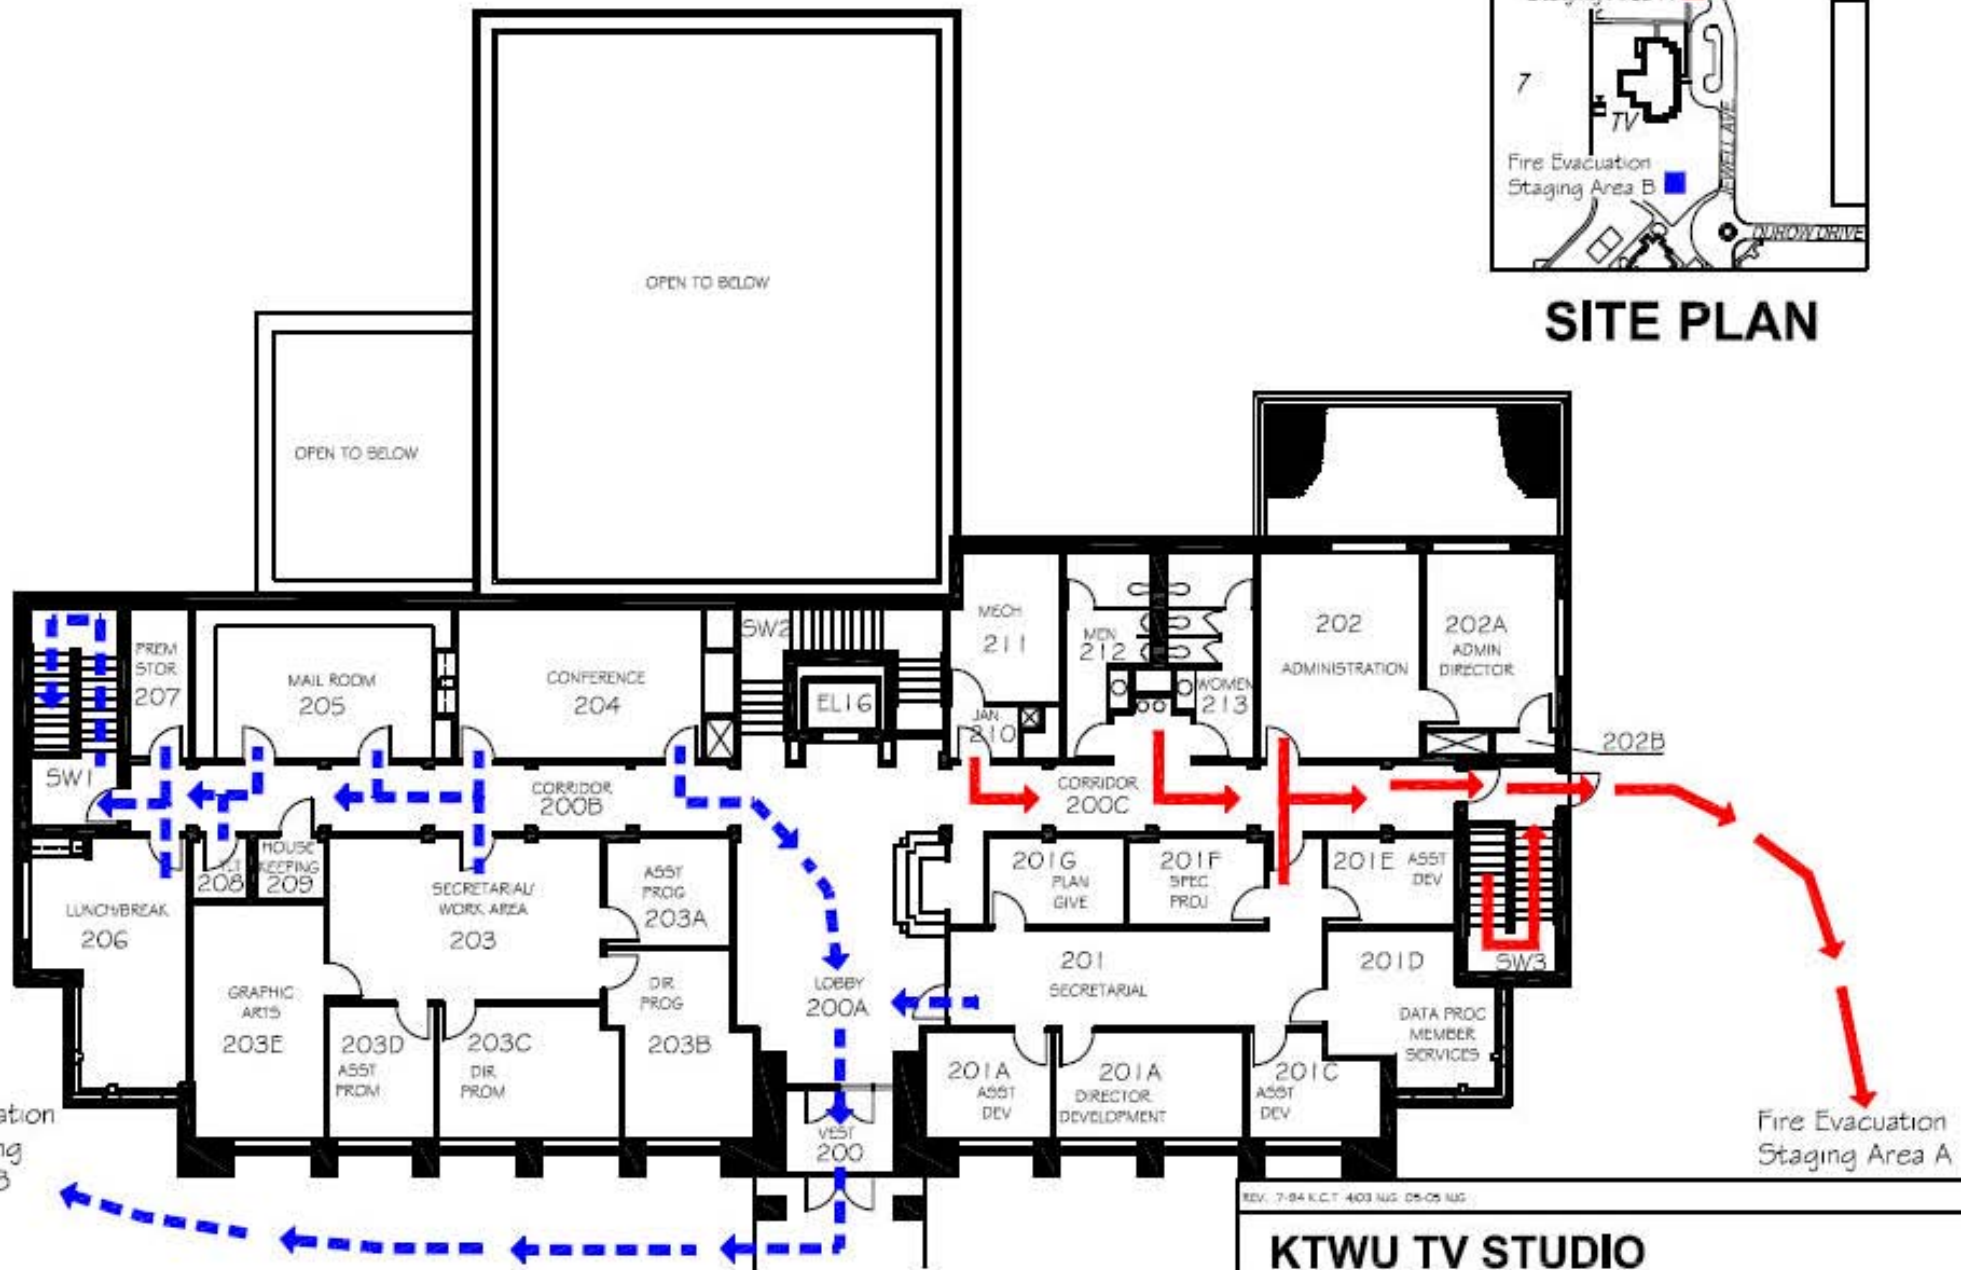 7
TV
JEWELL AVE
Fire Evacuation
Staging Area B
DUROW DRIVE
SITE PLAN
OPEN TO BELOW
OPEN TO BELOW
SW1
PREM
STOR
207
MAIL ROOM
205
CONFERENCE
204
SW2
EL16
MECH
211
JAN
210
MEN
212
WOMEN
213
202
ADMINISTRATION
202A
ADMIN
DIRECTOR
202B
CORRIDOR
200B
CORRIDOR
200C
LUNCH/BREAK
206
208
HOUSE
KEEPING
209
SECRETARIAL/
WORK AREA
203
ASST
PROG
203A
DIR
PROG
203B
GRAPHIC
ARTS
203E
203D
ASST
PROM
203C
DIR
PROM
LOBBY
200A
VEST
200
201G
PLAN
GIVE
201F
SPEC
PROJ
201E
ASST
DEV
201
SECRETARIAL
201D
DATA PROC
MEMBER
SERVICES
SW3
201A
ASST
DEV
201A
DIRECTOR
DEVELOPMENT
201C
ASST
DEV
Fire Evacuation
Staging Area A
KTWU TV STUDIO